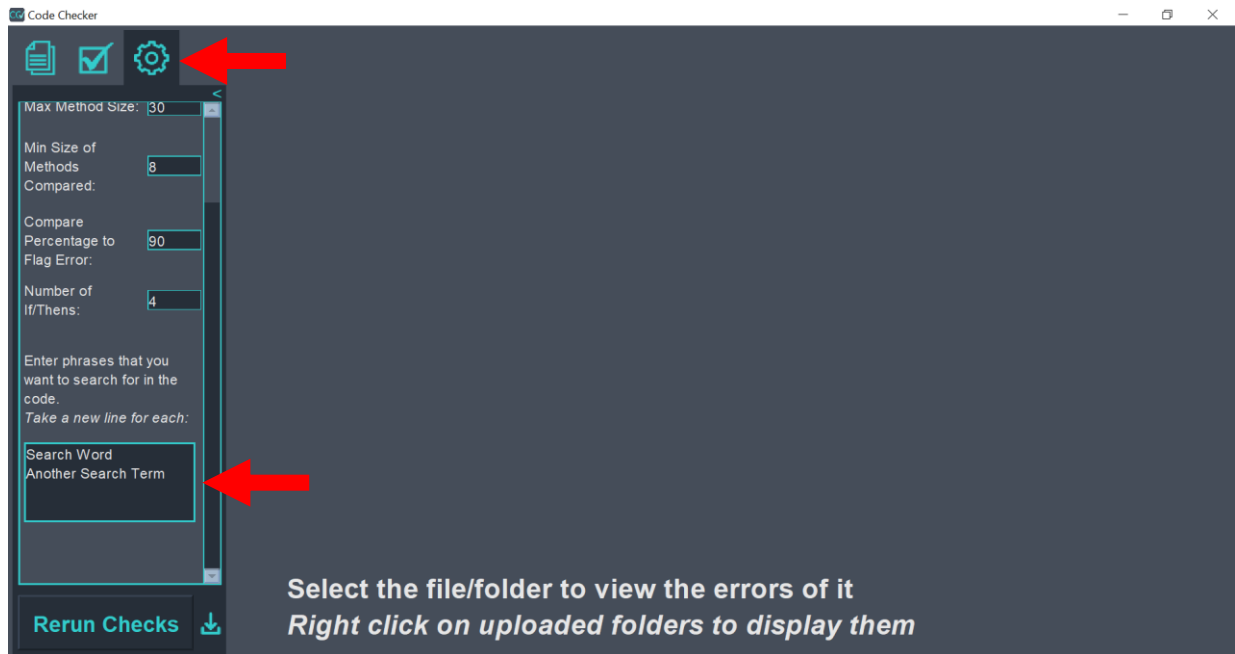 Code Checker
<
Max Method Size: 30
Min Size of
Methods 8
Compared:
Compare
Percentage to 90
Flag Error:
Number of
If/Thens: 4
Enter phrases that you
want to search for in the
code.
Take a new line for each:
Search Word
Another Search Term
Select the file/folder to view the errors of it
Rerun Checks
Right click on uploaded folders to display them